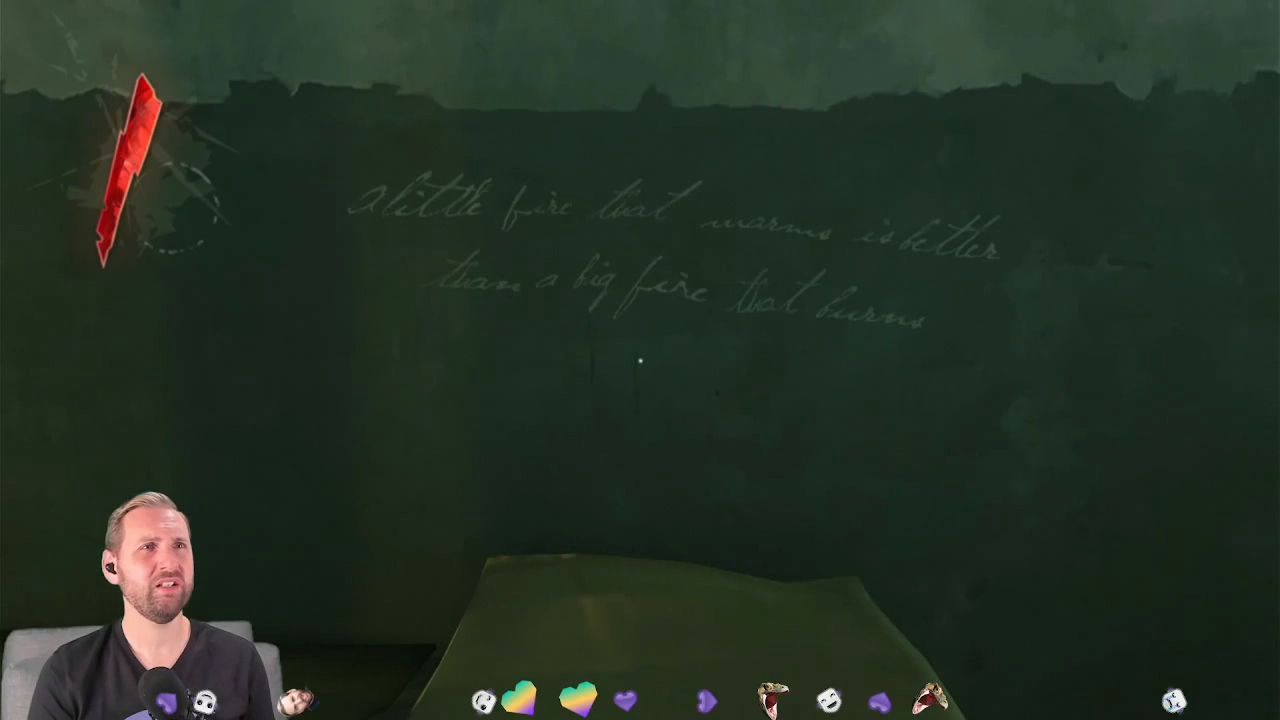 a little fire that warms is better
than a big fire that burns